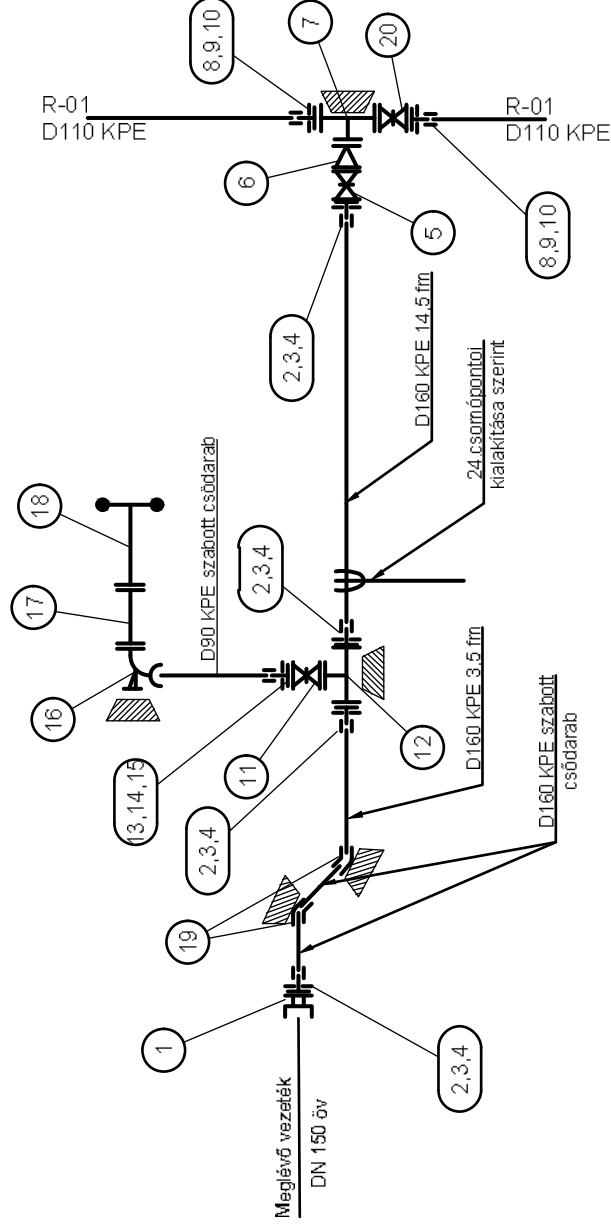 R-01
D110 KPE
8,9,10
7
20
R-01
D110 KPE
6
5
8,9,10
2,3,4
D160 KPE 14,5 fm
24.csomópontoi
kialakítása szerint
18
17
16
D90 KPE szabott csődarab
2,3,4
13,14,15
11
12
2,3,4
D160 KPE 3,5 fm
D160 KPE szabott
csődarab
19
1
2,3,4
Meglévő vezeték
DN 150 öv